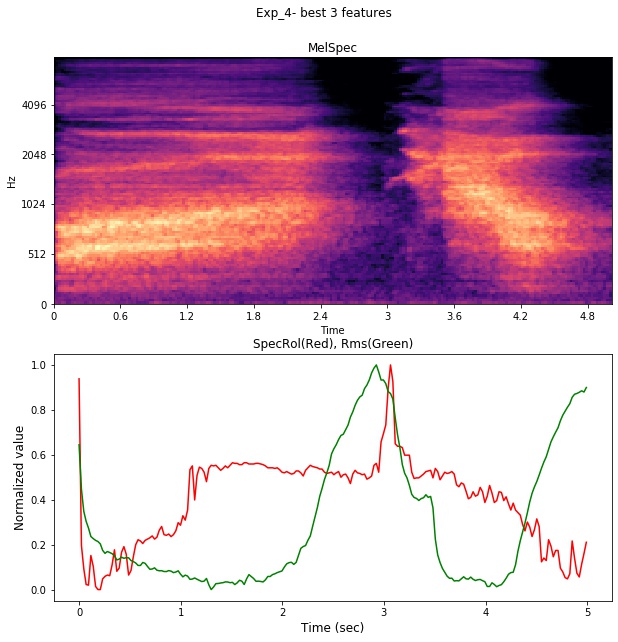 Exp_4- best 3 features
MelSpec
4096
2048
1024
512
0
Hz
0 0.6 1.2 1.8 2.4 3 3.6 4.2 4.8
Time
SpecRol(Red), Rms(Green)
1.0
0.8
0.6
0.4
0.2
0.0
Normalized value
0 1 2 3 4 5
Time (sec)